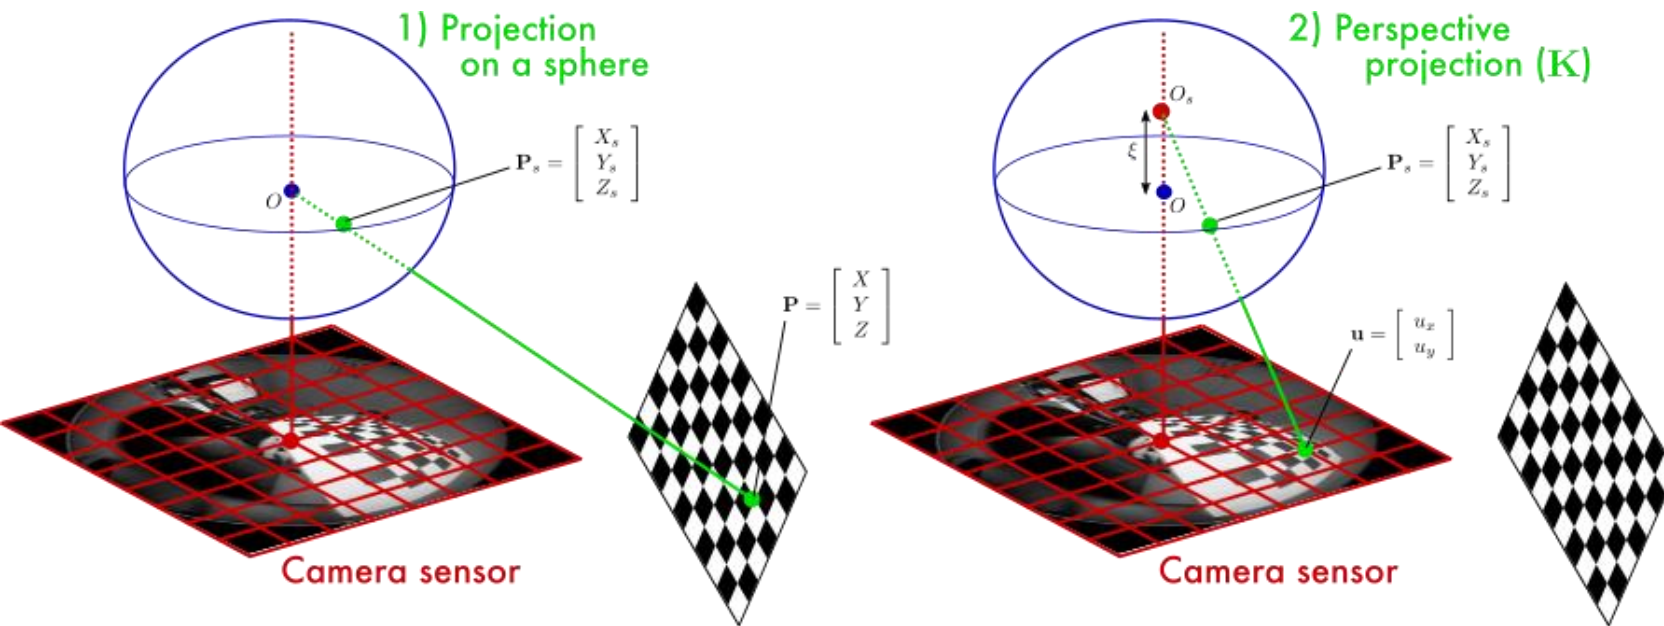 1) Projection
on a sphere
P_s = [ X_s
Y_s
Z_s ]
O
P = [ X
Y
Z ]
Camera sensor
2) Perspective
projection (K)
O_s
ξ
P_s = [ X_s
Y_s
Z_s ]
O
u = [ u_x
u_y ]
Camera sensor